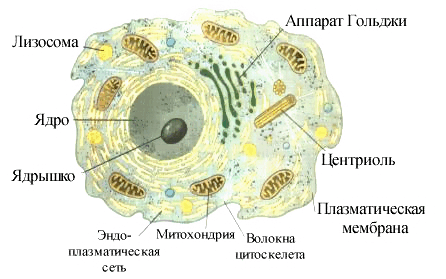 Аппарат Гольджи
Лизосома
Ядро
Ядрышко
Центриоль
Плазматическая
мембрана
Эндо-
плазматическая
сеть
Митохондрия
Волокна
цитоскелета